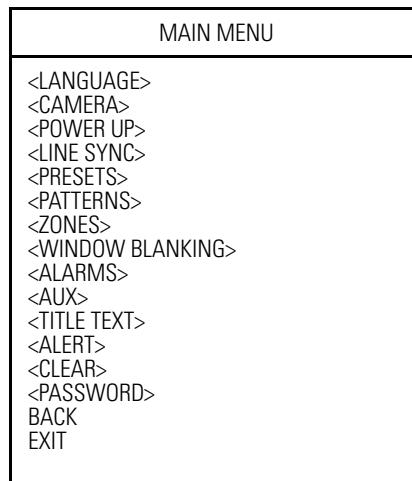 MAIN MENU
<LANGUAGE>
<CAMERA>
<POWER UP>
<LINE SYNC>
<PRESETS>
<PATTERNS>
<ZONES>
<WINDOW BLANKING>
<ALARMS>
<AUX>
<TITLE TEXT>
<ALERT>
<CLEAR>
<PASSWORD>
BACK
EXIT